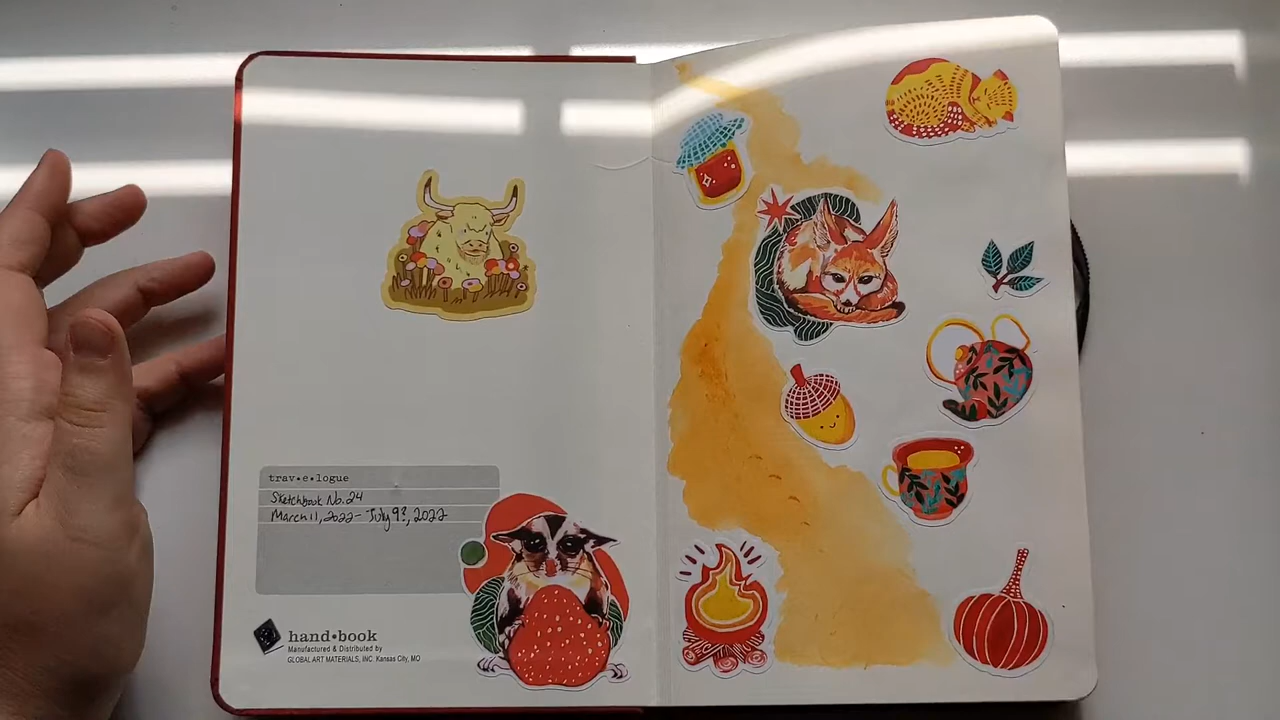 trav•e•logue
Sketchbook No. 24
March 11, 2022 - July 9?, 2022
hand•book
Manufactured & Distributed by
GLOBAL ART MATERIALS, INC. Kansas City, MO